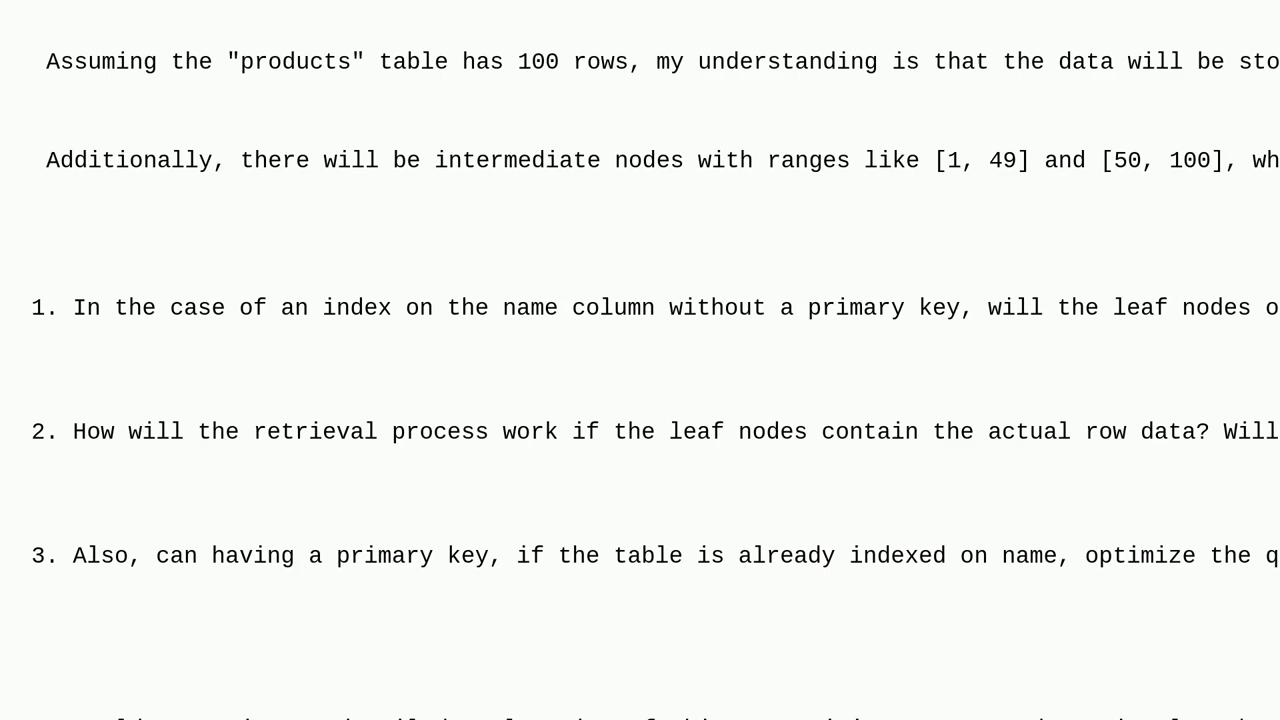 Assuming the "products" table has 100 rows, my understanding is that the data will be sto
Additionally, there will be intermediate nodes with ranges like [1, 49] and [50, 100], wh
1. In the case of an index on the name column without a primary key, will the leaf nodes o
2. How will the retrieval process work if the leaf nodes contain the actual row data? Will
3. Also, can having a primary key, if the table is already indexed on name, optimize the q